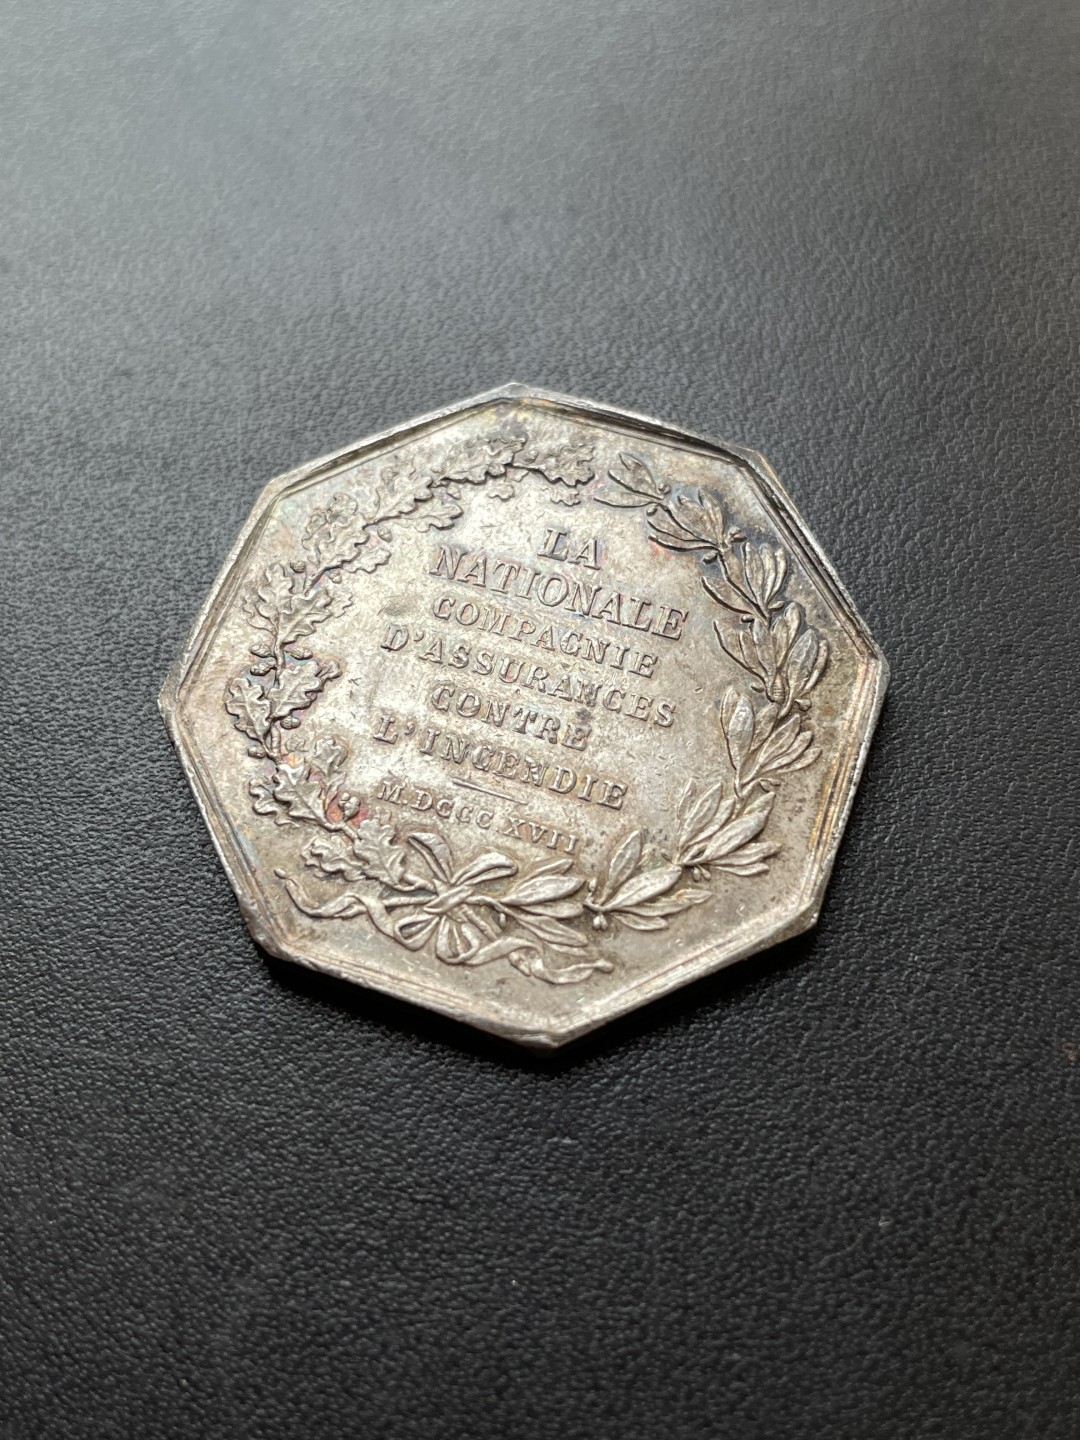 LA
NATIONALE
COMPAGNIE
D'ASSURANCES
CONTRE
L'INCENDIE
M.DCCC XVII